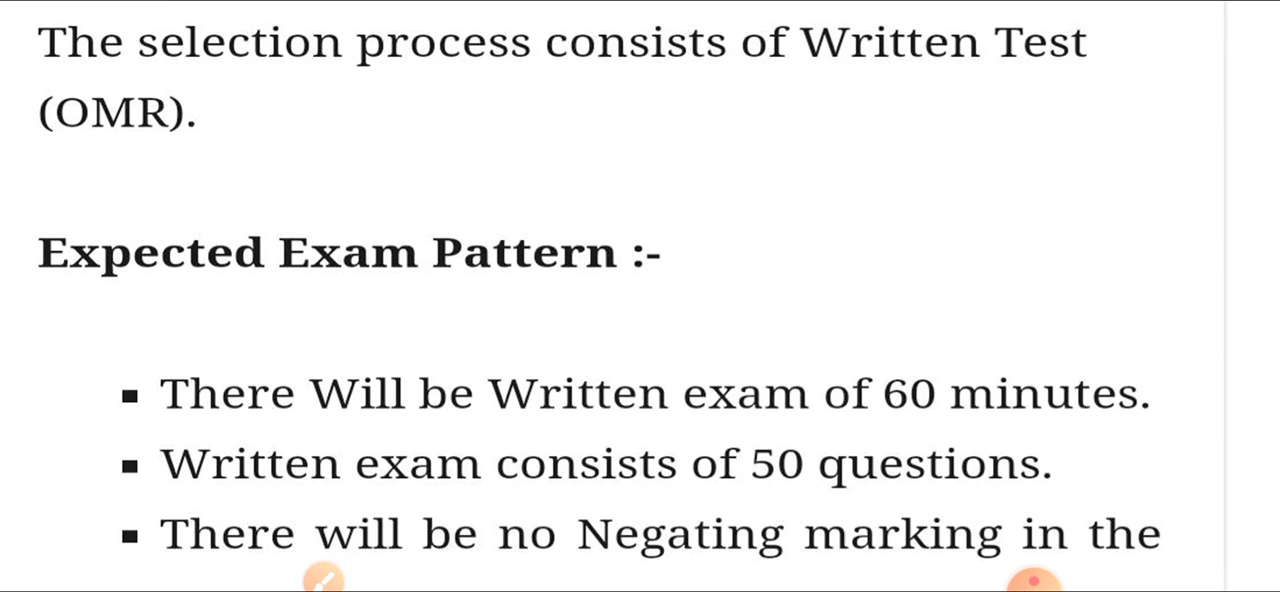 The selection process consists of Written Test
(OMR).
Expected Exam Pattern :-
▪ There Will be Written exam of 60 minutes.
▪ Written exam consists of 50 questions.
▪ There will be no Negating marking in the